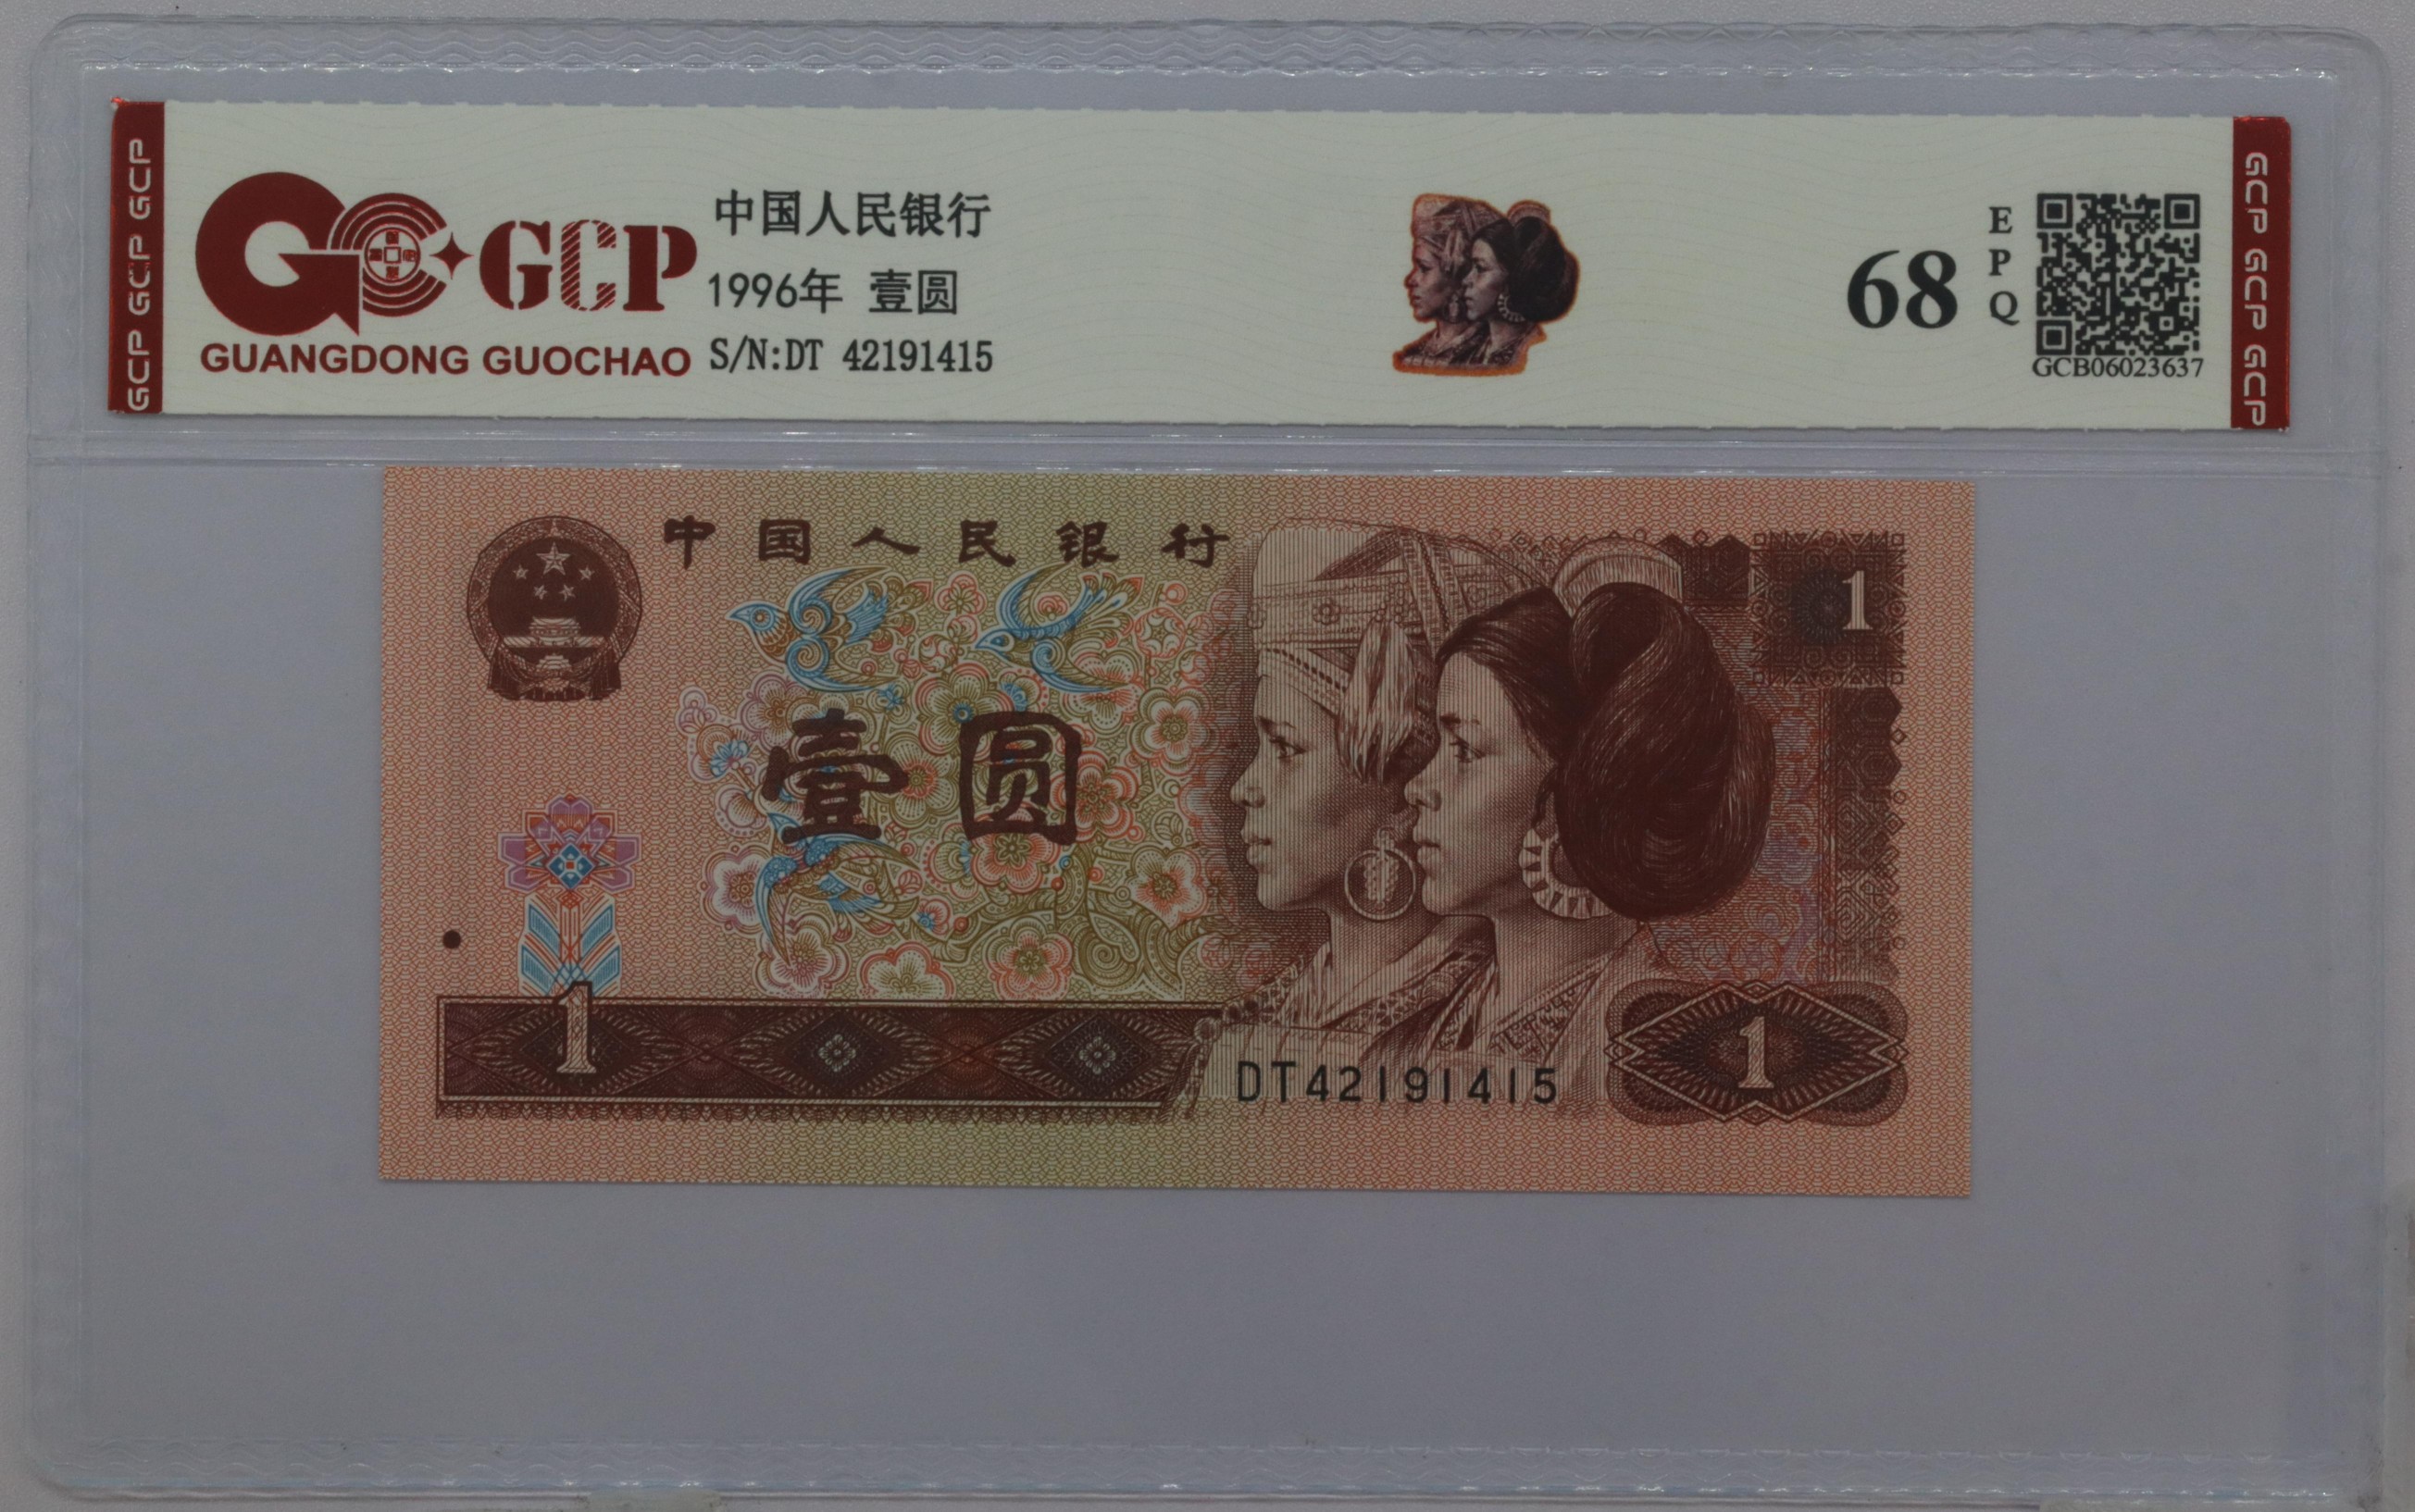 GCP GCP GCP
GCP
GUANGDONG GUOCHAO
中国人民银行
1996年 壹圆
S/N:DT 42191415
68
EPQ
GCB06023637
GCP GCP GCP
中国人民银行
1
壹圆
1
1
DT42191415